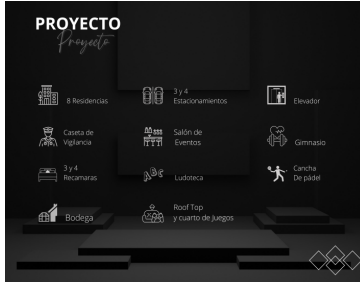 PROYECTO
Proyecto
8 Residencias
3 y 4
Estacionamientos
Elevador
Caseta de
Vigilancia
Salón de
Eventos
Gimnasio
3 y 4
Recamaras
ABC
Ludoteca
Cancha
De pádel
Bodega
Roof Top
y cuarto de Juegos